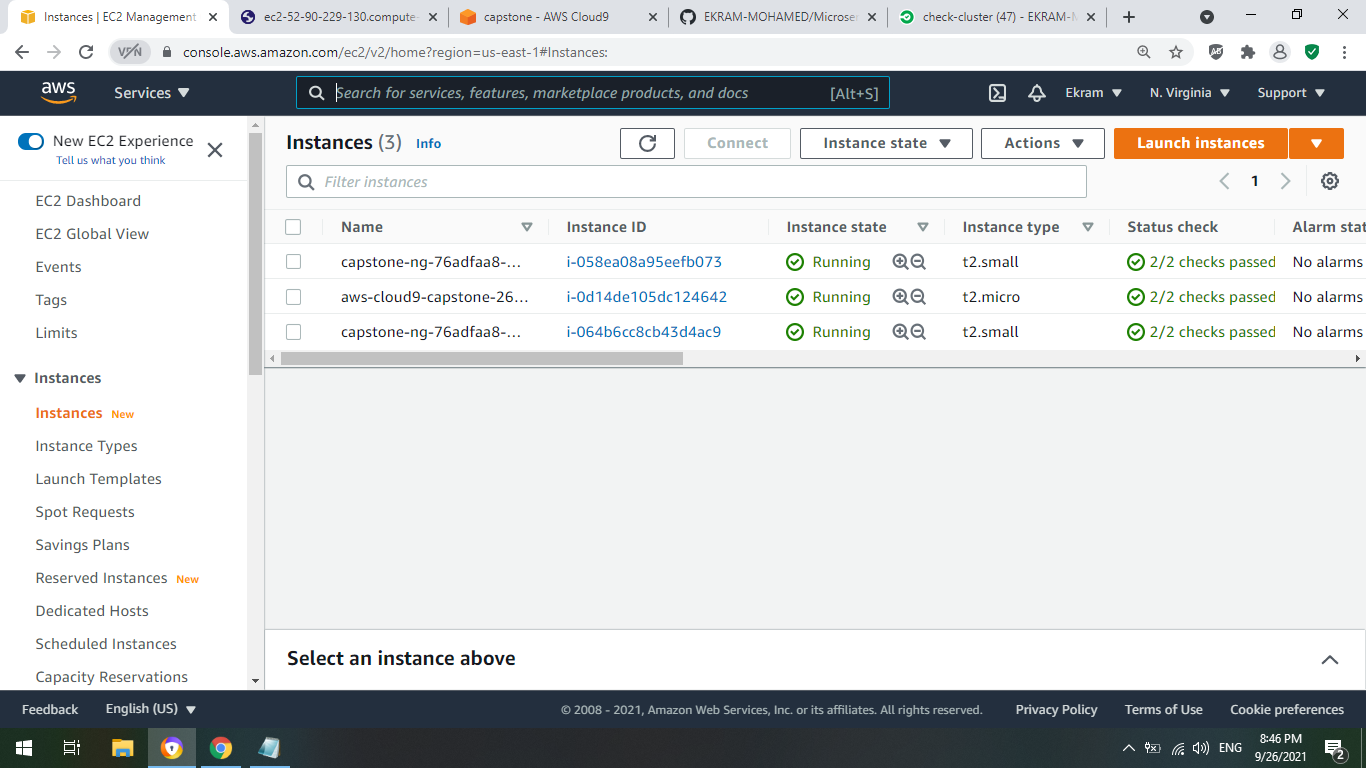 Instances | EC2 Management
ec2-52-90-229-130.compute-
capstone - AWS Cloud9
EKRAM-MOHAMED/Microser
check-cluster (47) - EKRAM-M
VPN
console.aws.amazon.com/ec2/v2/home?region=us-east-1#Instances:
aws
Services
Search for services, features, marketplace products, and docs
[Alt+S]
Ekram
N. Virginia
Support
New EC2 Experience
Tell us what you think
EC2 Dashboard
EC2 Global View
Events
Tags
Limits
Instances
Instances New
Instance Types
Launch Templates
Spot Requests
Savings Plans
Reserved Instances New
Dedicated Hosts
Scheduled Instances
Capacity Reservations
Instances (3) Info
Connect
Instance state
Actions
Launch instances
Filter instances
1
Name Instance ID Instance state Instance type Status check Alarm stat
capstone-ng-76adfaa8-... i-058ea08a95eefb073 Running t2.small 2/2 checks passed No alarms
aws-cloud9-capstone-26... i-0d14de105dc124642 Running t2.micro 2/2 checks passed No alarms
capstone-ng-76adfaa8-... i-064b6cc8cb43d4ac9 Running t2.small 2/2 checks passed No alarms
Select an instance above
Feedback
English (US)
© 2008 - 2021, Amazon Web Services, Inc. or its affiliates. All rights reserved.
Privacy Policy
Terms of Use
Cookie preferences
ENG
8:46 PM
9/26/2021
2